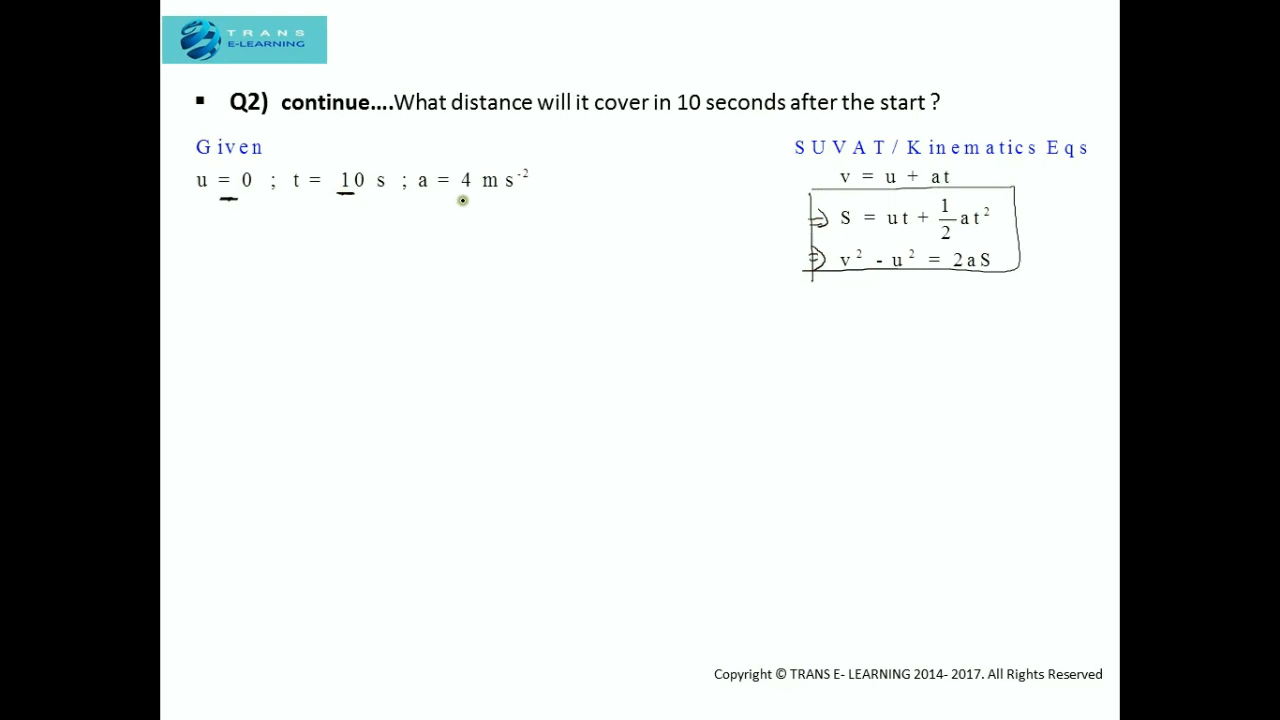 TRANS
E-LEARNING
▪ Q2) continue....What distance will it cover in 10 seconds after the start ?
Given
u = 0 ; t = 10 s ; a = 4 m s⁻²
SUVAT/Kinematics Eqs
v = u + at
⇒ S = ut + 1/2 at²
⇒ v² - u² = 2aS
Copyright © TRANS E- LEARNING 2014- 2017. All Rights Reserved